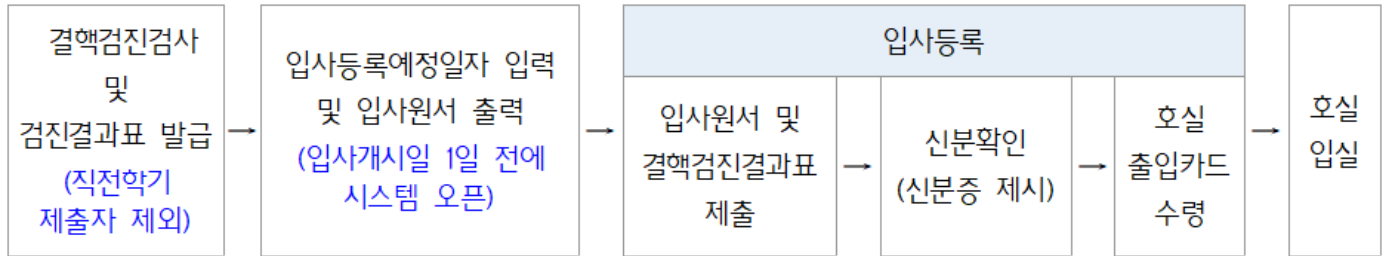 결핵검진검사
및
검진결과표 발급
(직전학기
제출자 제외)
→
입사등록예정일자 입력
및 입사원서 출력
(입사개시일 1일 전에
시스템 오픈)
→
입사등록
입사원서 및
결핵검진결과표
제출
→
신분확인
(신분증 제시)
→
호실
출입카드
수령
→
호실
입실